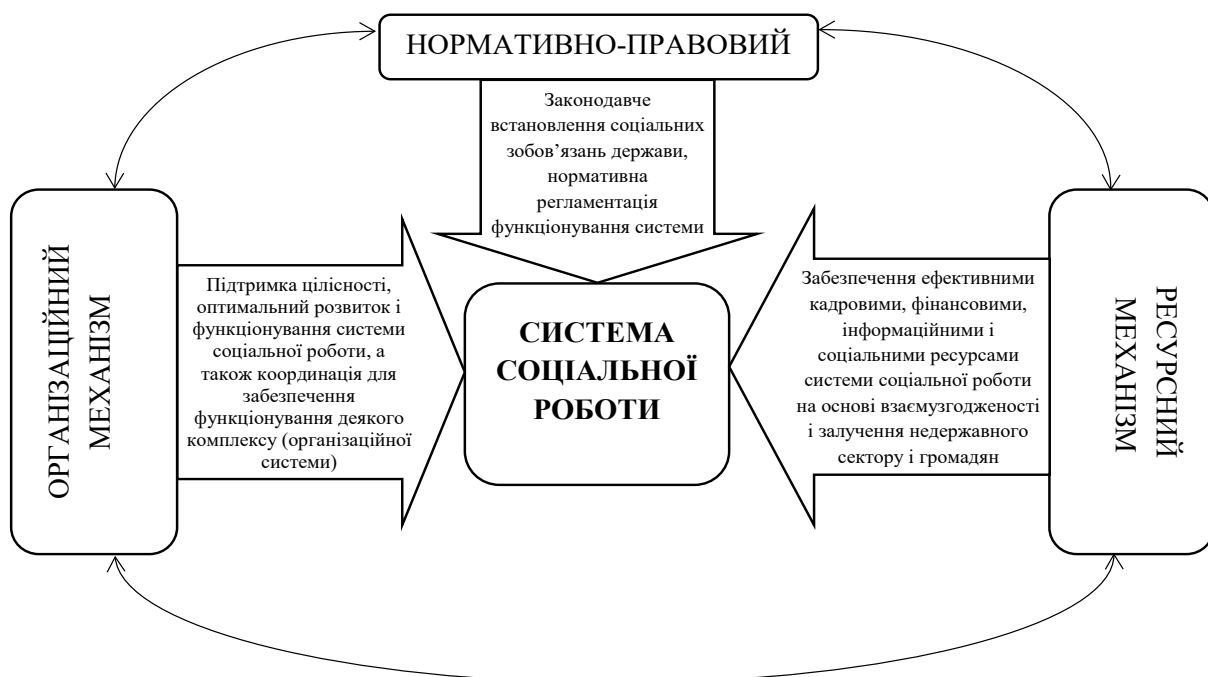 НОРМАТИВНО-ПРАВОВИЙ
Законодавче
встановлення соціальних
зобов’язань держави,
нормативна
регламентація
функціонування системи
ОРГАНІЗАЦІЙНИЙ
МЕХАНІЗМ
Підтримка цілісності,
оптимальний розвиток і
функціонування системи
соціальної роботи, а
також координація для
забезпечення
функціонування деякого
комплексу (організаційної
системи)
СИСТЕМА
СОЦІАЛЬНОЇ
РОБОТИ
Забезпечення ефективними
кадровими, фінансовими,
інформаційними і
соціальними ресурсами
системи соціальної роботи
на основі взаємузгодженості
і залучення недержавного
сектору і громадян
РЕСУРСНИЙ
МЕХАНІЗМ